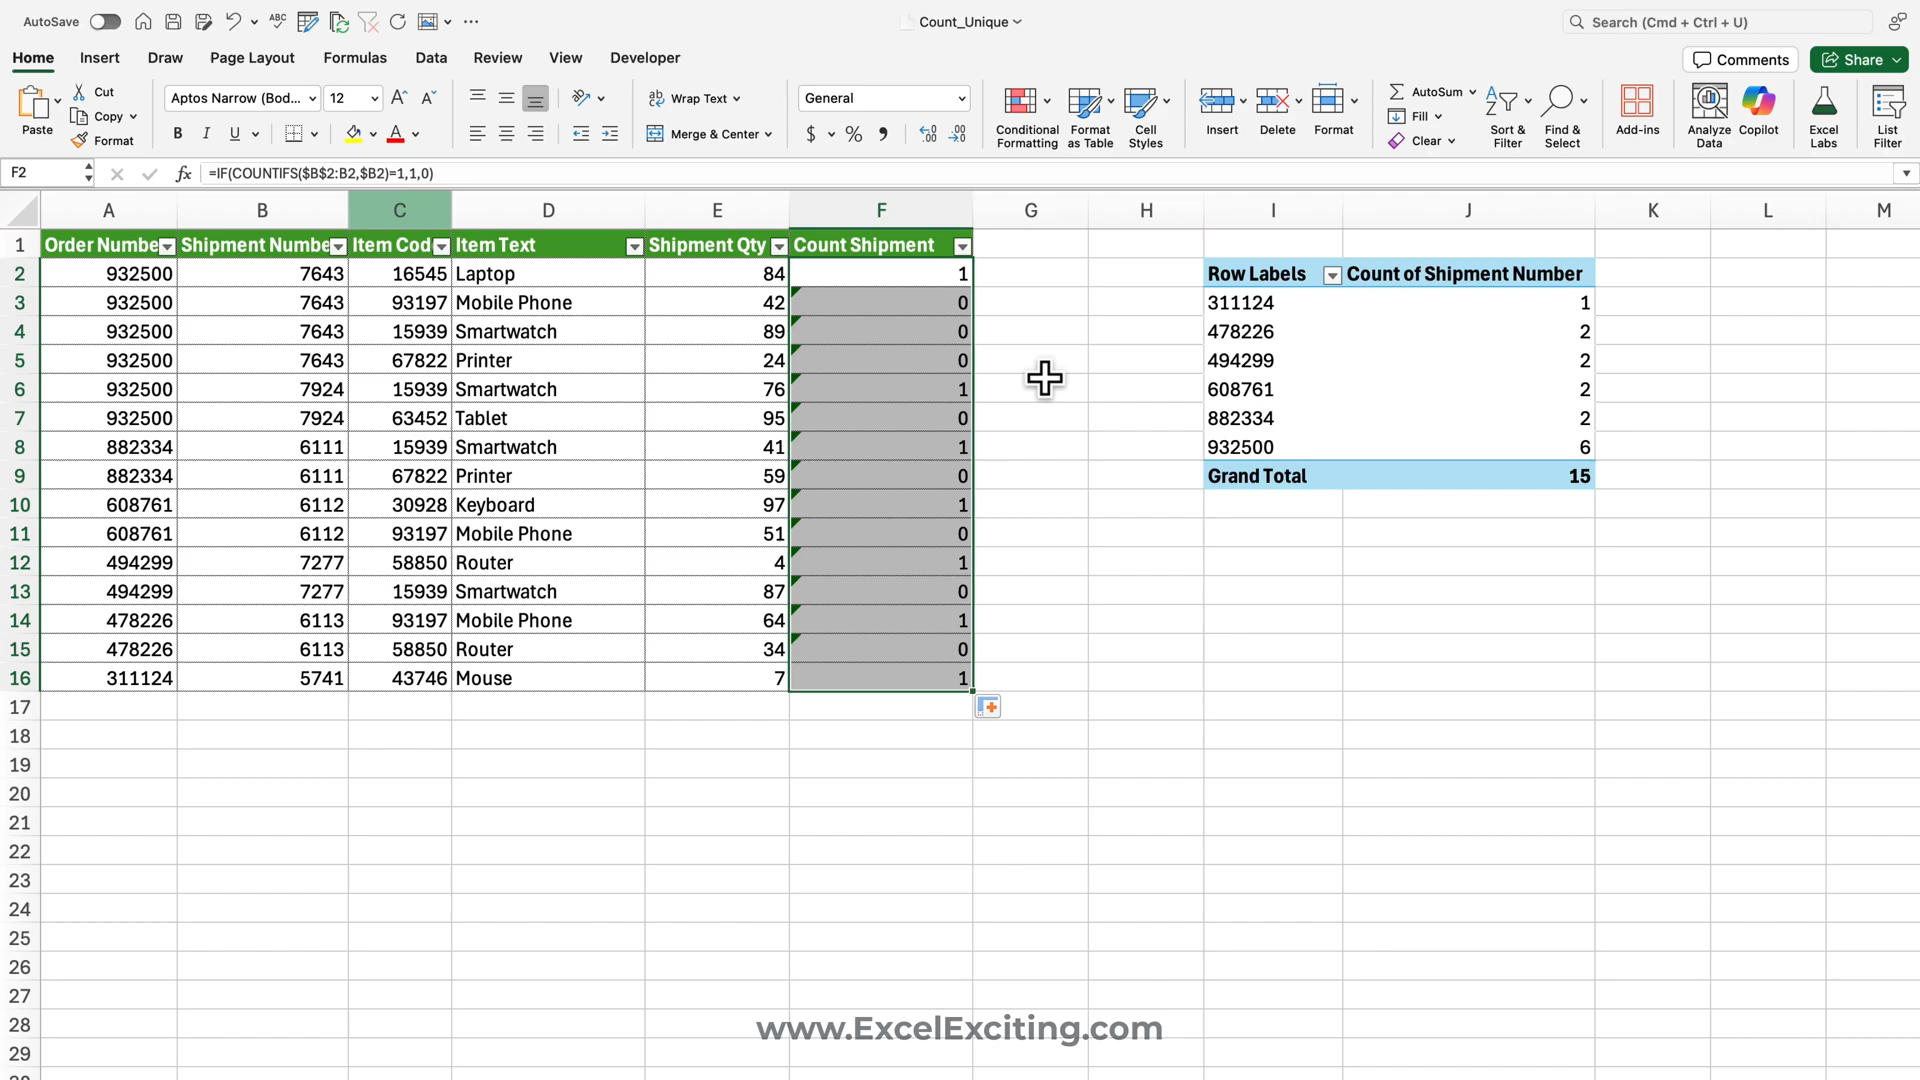 AutoSave
Count_Unique
Search (Cmd + Ctrl + U)
Home Insert Draw Page Layout Formulas Data Review View Developer
Comments Share
Paste
Cut
Copy
Format
Aptos Narrow (Bod... 12
B I U
Wrap Text
Merge & Center
General
Conditional Formatting
Format as Table
Cell Styles
Insert
Delete
Format
AutoSum
Fill
Clear
Sort & Filter
Find & Select
Add-ins
Analyze Data
Copilot
Excel Labs
List Filter
F2 fx =IF(COUNTIFS($B$2:B2,$B2)=1,1,0)
A B C D E F G H I J K L M
1 Order Numbe Shipment Numbe Item Cod Item Text Shipment Qty Count Shipment
2 932500 7643 16545 Laptop 84 1 Row Labels Count of Shipment Number
3 932500 7643 93197 Mobile Phone 42 0 311124 1
4 932500 7643 15939 Smartwatch 89 0 478226 2
5 932500 7643 67822 Printer 24 0 494299 2
6 932500 7924 15939 Smartwatch 76 1 608761 2
7 932500 7924 63452 Tablet 95 0 882334 2
8 882334 6111 15939 Smartwatch 41 1 932500 6
9 882334 6111 67822 Printer 59 0 Grand Total 15
10 608761 6112 30928 Keyboard 97 1
11 608761 6112 93197 Mobile Phone 51 0
12 494299 7277 58850 Router 4 1
13 494299 7277 15939 Smartwatch 87 0
14 478226 6113 93197 Mobile Phone 64 1
15 478226 6113 58850 Router 34 0
16 311124 5741 43746 Mouse 7 1
17
18
19
20
21
22
23
24
25
26
27
28
29
www.ExcelExciting.com